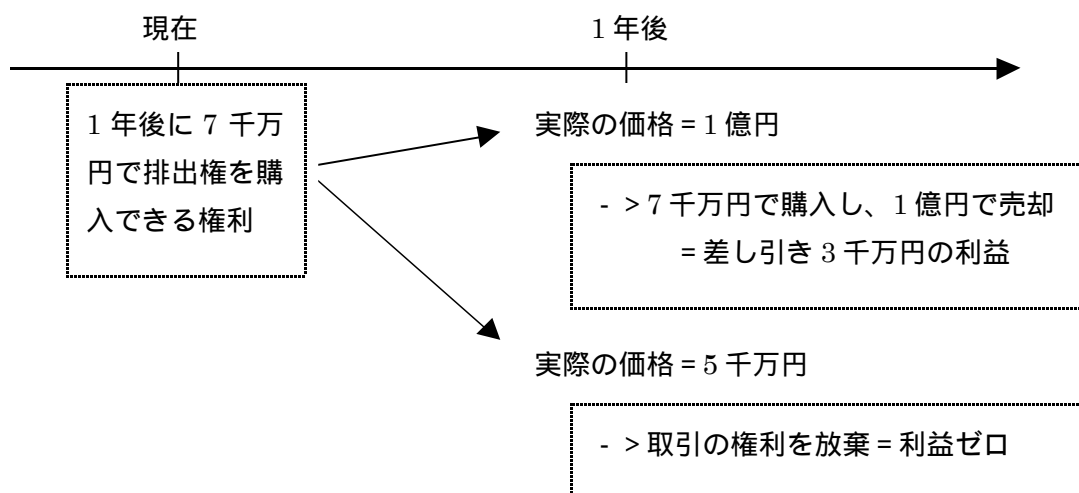 現在
1 年後
1 年後に 7 千万
円で排出権を購
入できる権利
実際の価格 = 1 億円
- > 7 千万円で購入し、1 億円で売却
= 差し引き 3 千万円の利益
実際の価格 = 5 千万円
- > 取引の権利を放棄 = 利益ゼロ